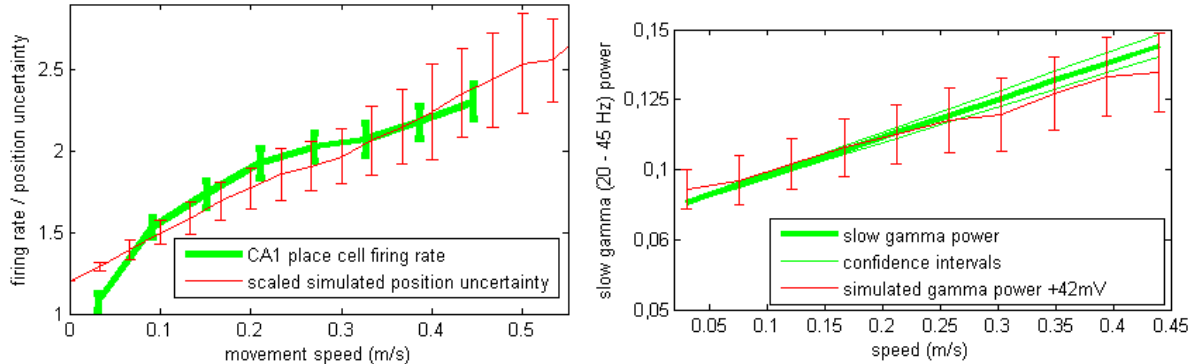 firing rate / position uncertainty
2.5
2
1.5
1
CA1 place cell firing rate
scaled simulated position uncertainty
0 0.1 0.2 0.3 0.4 0.5
movement speed (m/s)
slow gamma (20 - 45 Hz) power
0,15
0,125
0,1
0,06
0,05
slow gamma power
confidence intervals
simulated gamma power +42mV
0.05 0.1 0.15 0.2 0.25 0.3 0.35 0.4 0.45
speed (m/s)